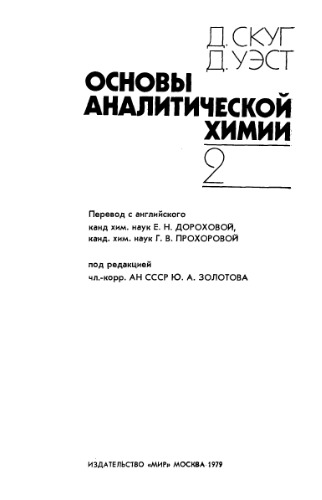 Д. СКУГ
Д. УЭСТ
ОСНОВЫ
АНАЛИТИЧЕСКОЙ
ХИМИИ
2
Перевод с английского
канд хим. наук Е. Н. ДОРОХОВОЙ,
канд. хим. наук Г. В. ПРОХОРОВОЙ
под редакцией
чл.-корр. АН СССР Ю. А. ЗОЛОТОВА
ИЗДАТЕЛЬСТВО «МИР» МОСКВА 1979